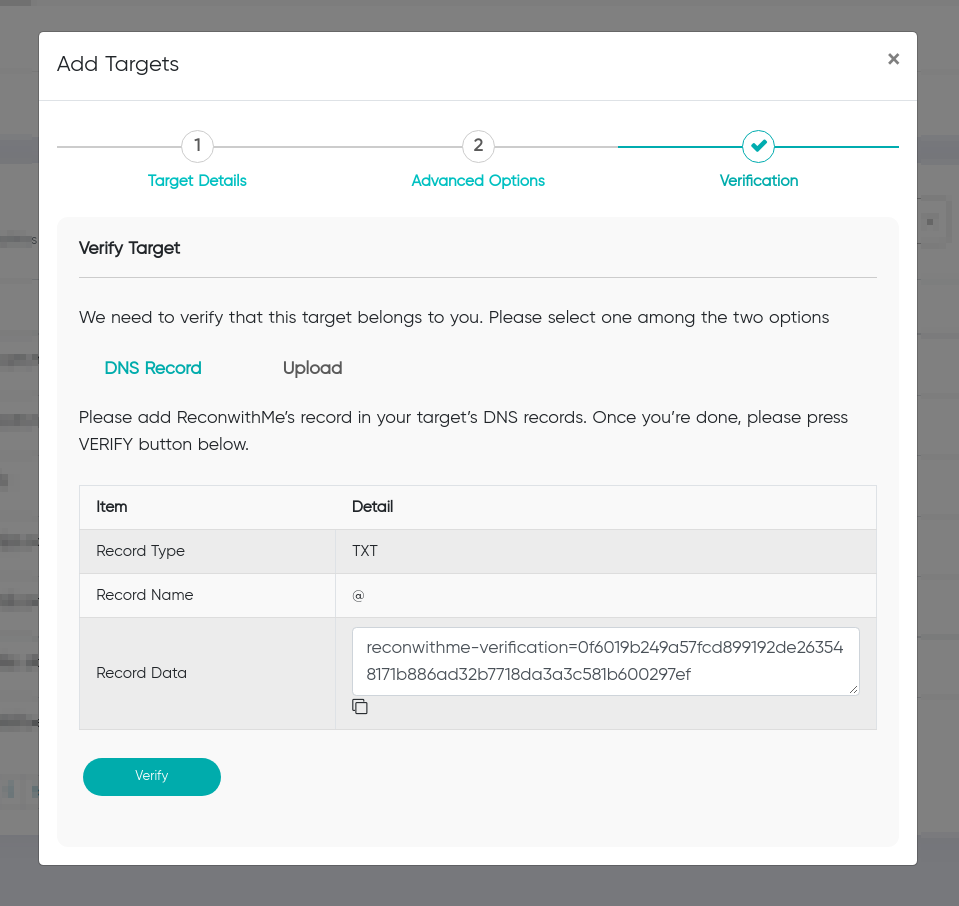 Add Targets
×
1
2
Target Details
Advanced Options
Verification
Verify Target
We need to verify that this target belongs to you. Please select one among the two options
DNS Record
Upload
Please add ReconwithMe’s record in your target’s DNS records. Once you’re done, please press
VERIFY button below.
Item
Detail
Record Type
TXT
Record Name
@
Record Data
reconwithme-verification=0f6019b249a57fcd899192de26354
8171b886ad32b7718da3a3c581b600297ef
Verify